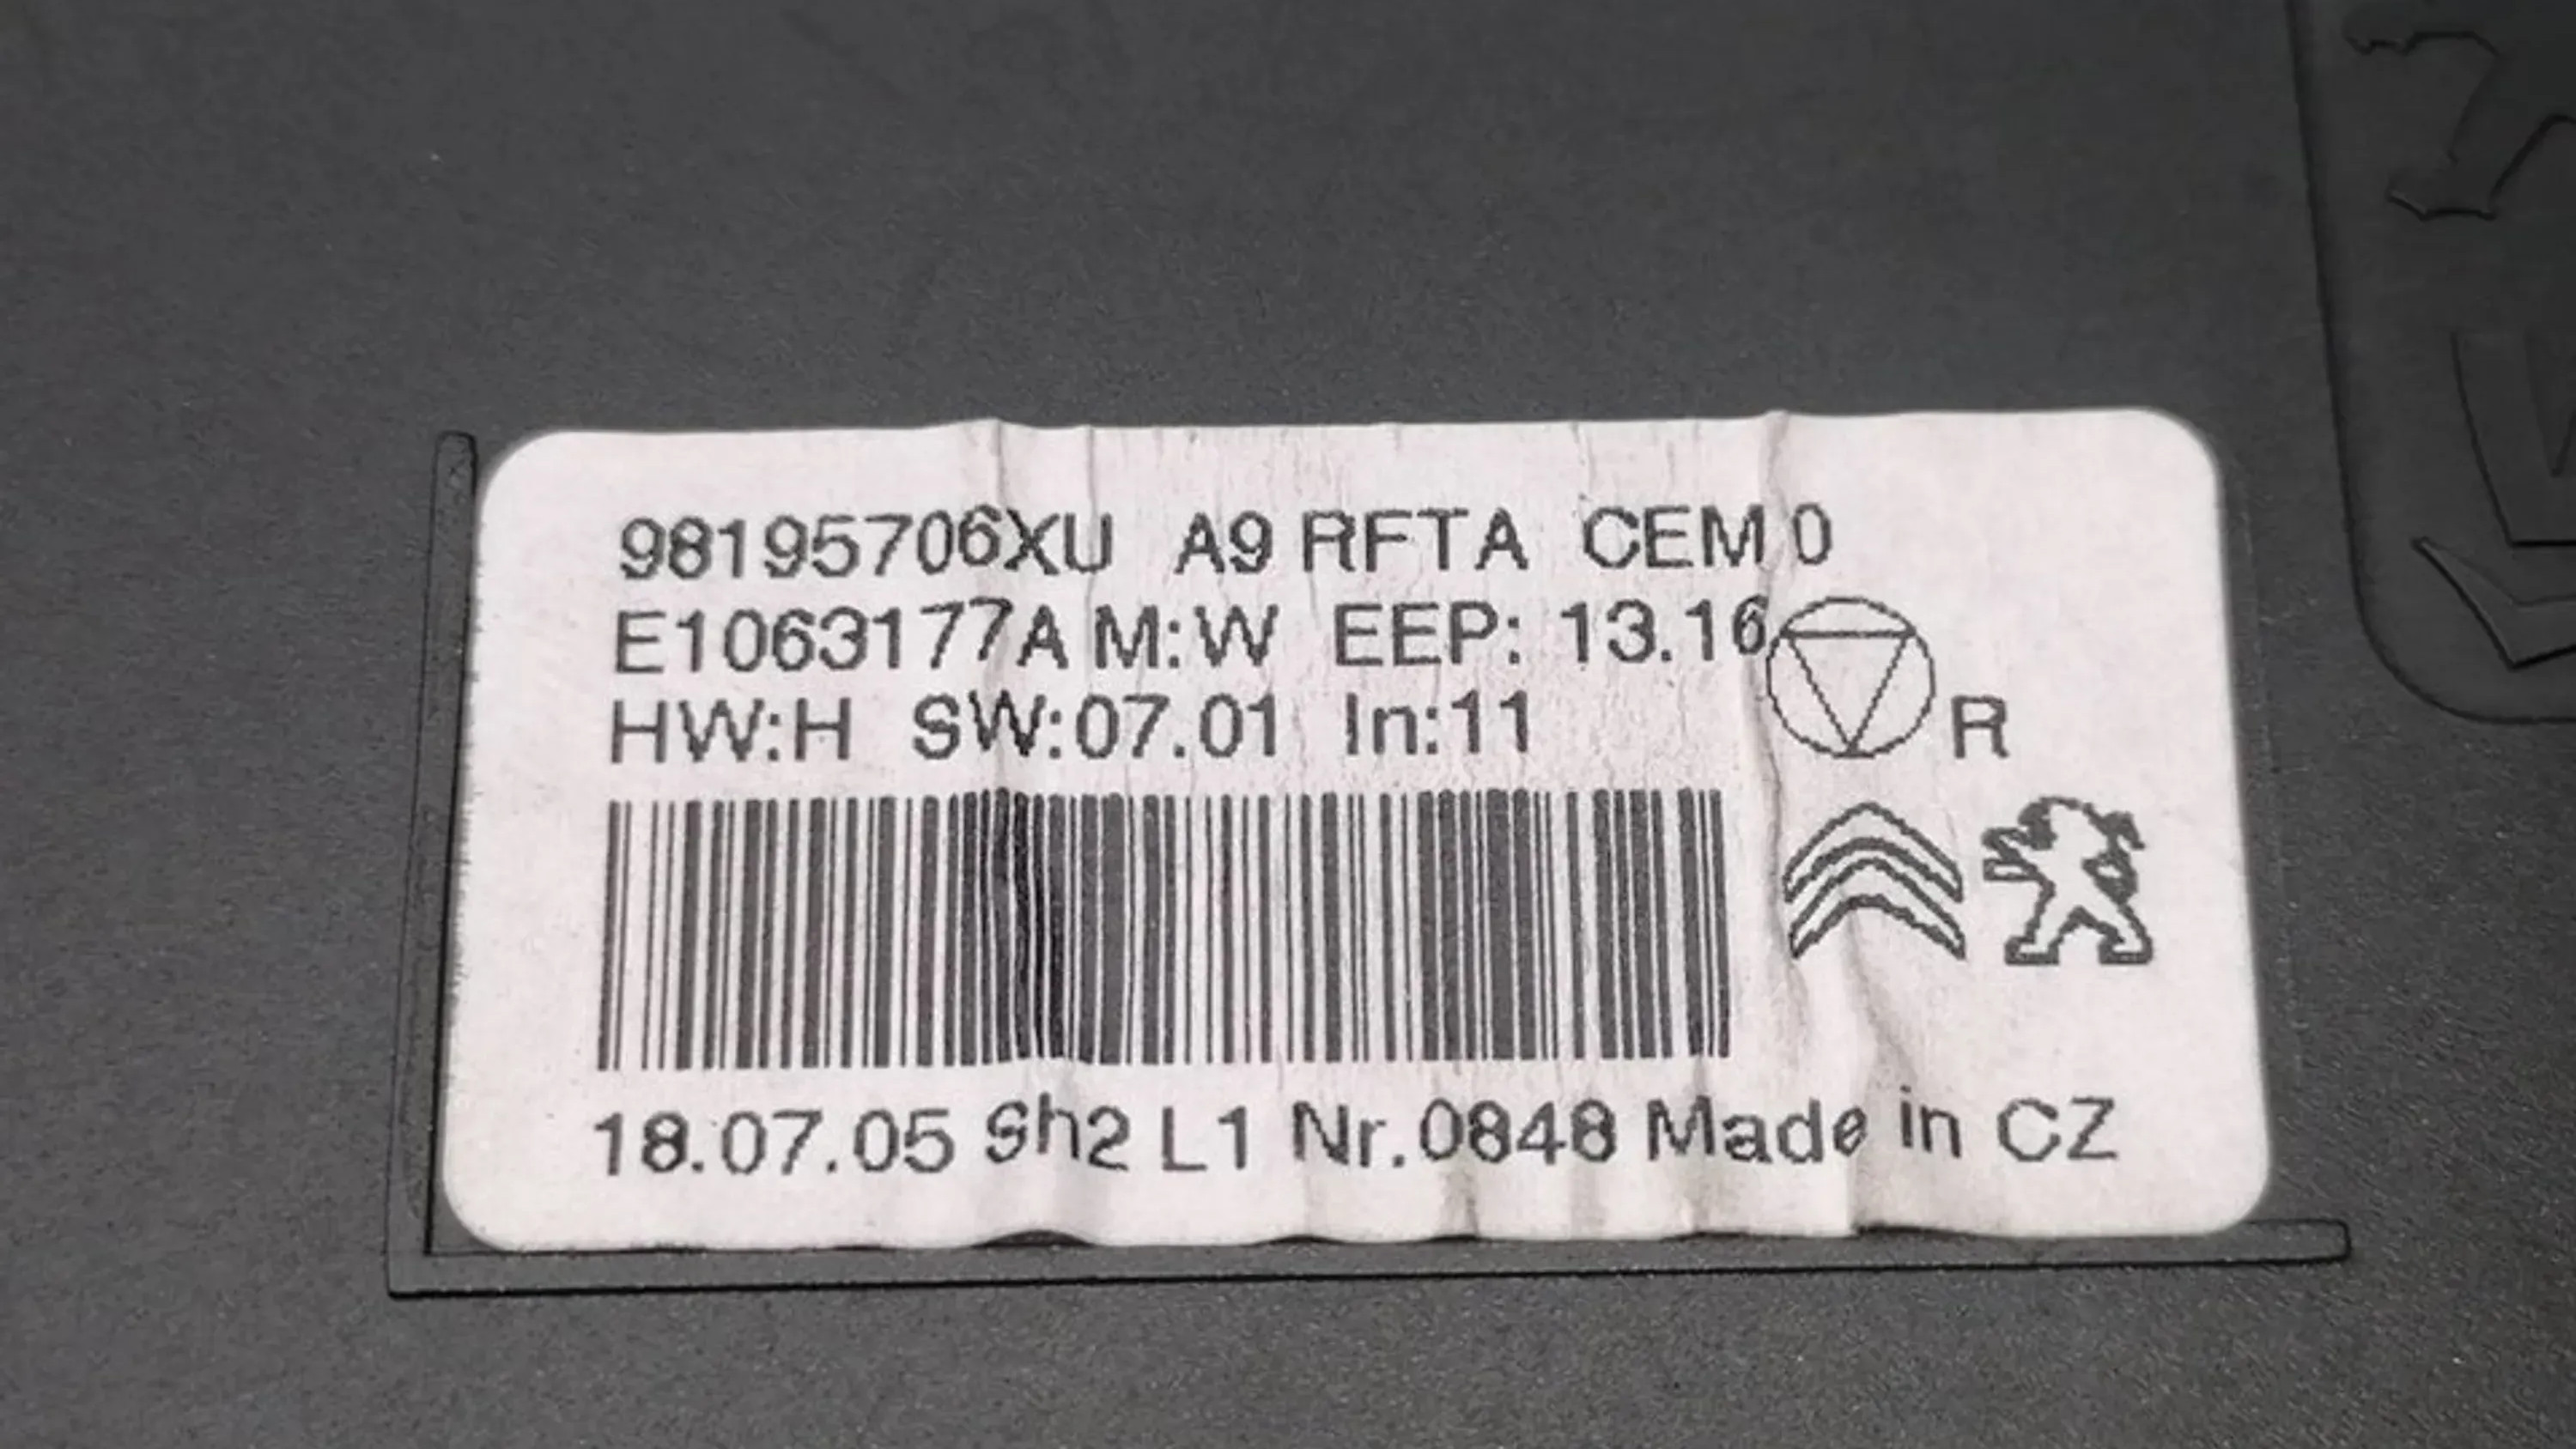 98195706XU A9 RFTA CEM 0
E1063177A M:W EEP: 13.16
HW:H SW:07.01 In:11
R
18.07.05 Sh2 L1 Nr.0848 Made in CZ